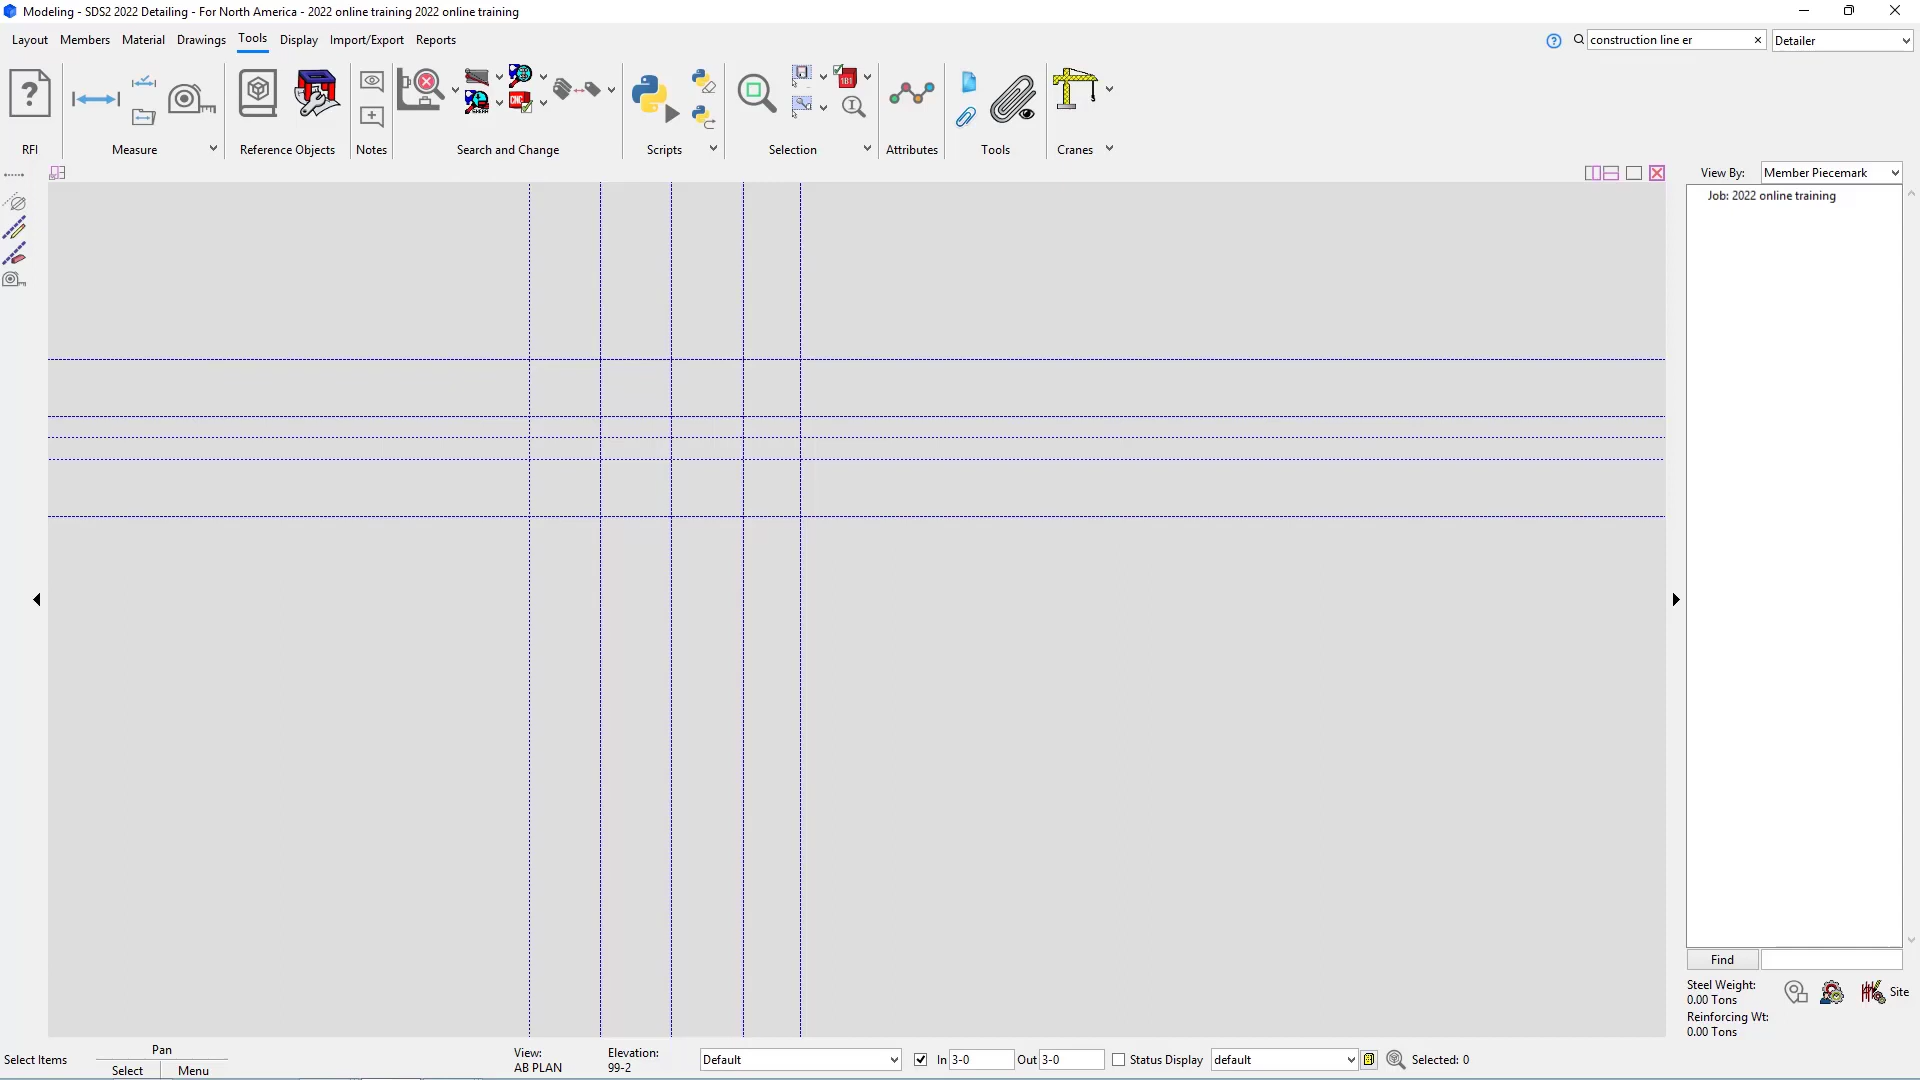 Modeling - SDS2 2022 Detailing - For North America - 2022 online training 2022 online training
Layout Members Material Drawings Tools Display Import/Export Reports
construction line er
Detailer
CNC
1B1
RFI Measure Reference Objects Notes Search and Change Scripts Selection Attributes Tools Cranes
View By: Member Piecemark
Job: 2022 online training
Find
Steel Weight:
0.00 Tons
Site
Reinforcing Wt:
0.00 Tons
Select Items
Pan
Select Menu
View:
AB PLAN
Elevation:
99-2
Default
In 3-0 Out 3-0 Status Display default Selected: 0